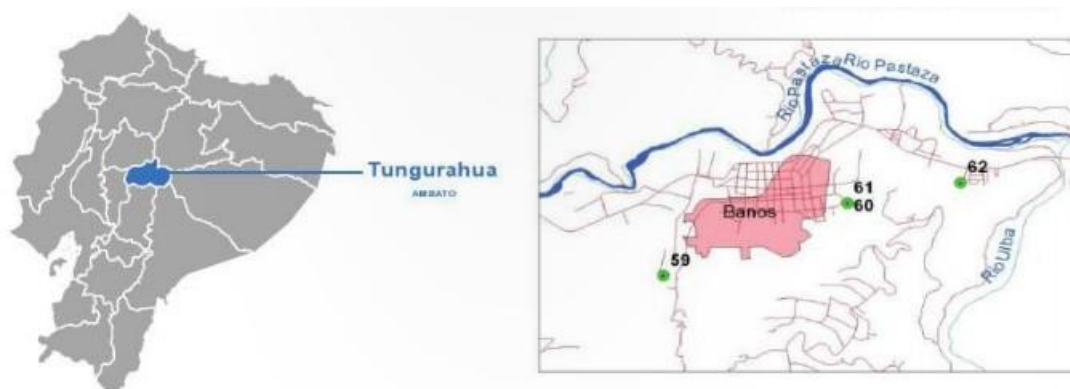 Tungurahua
AMBATO
Rio Pastaza
Rio Pastaza
62
61
60
Banos
59
Rio Ulba